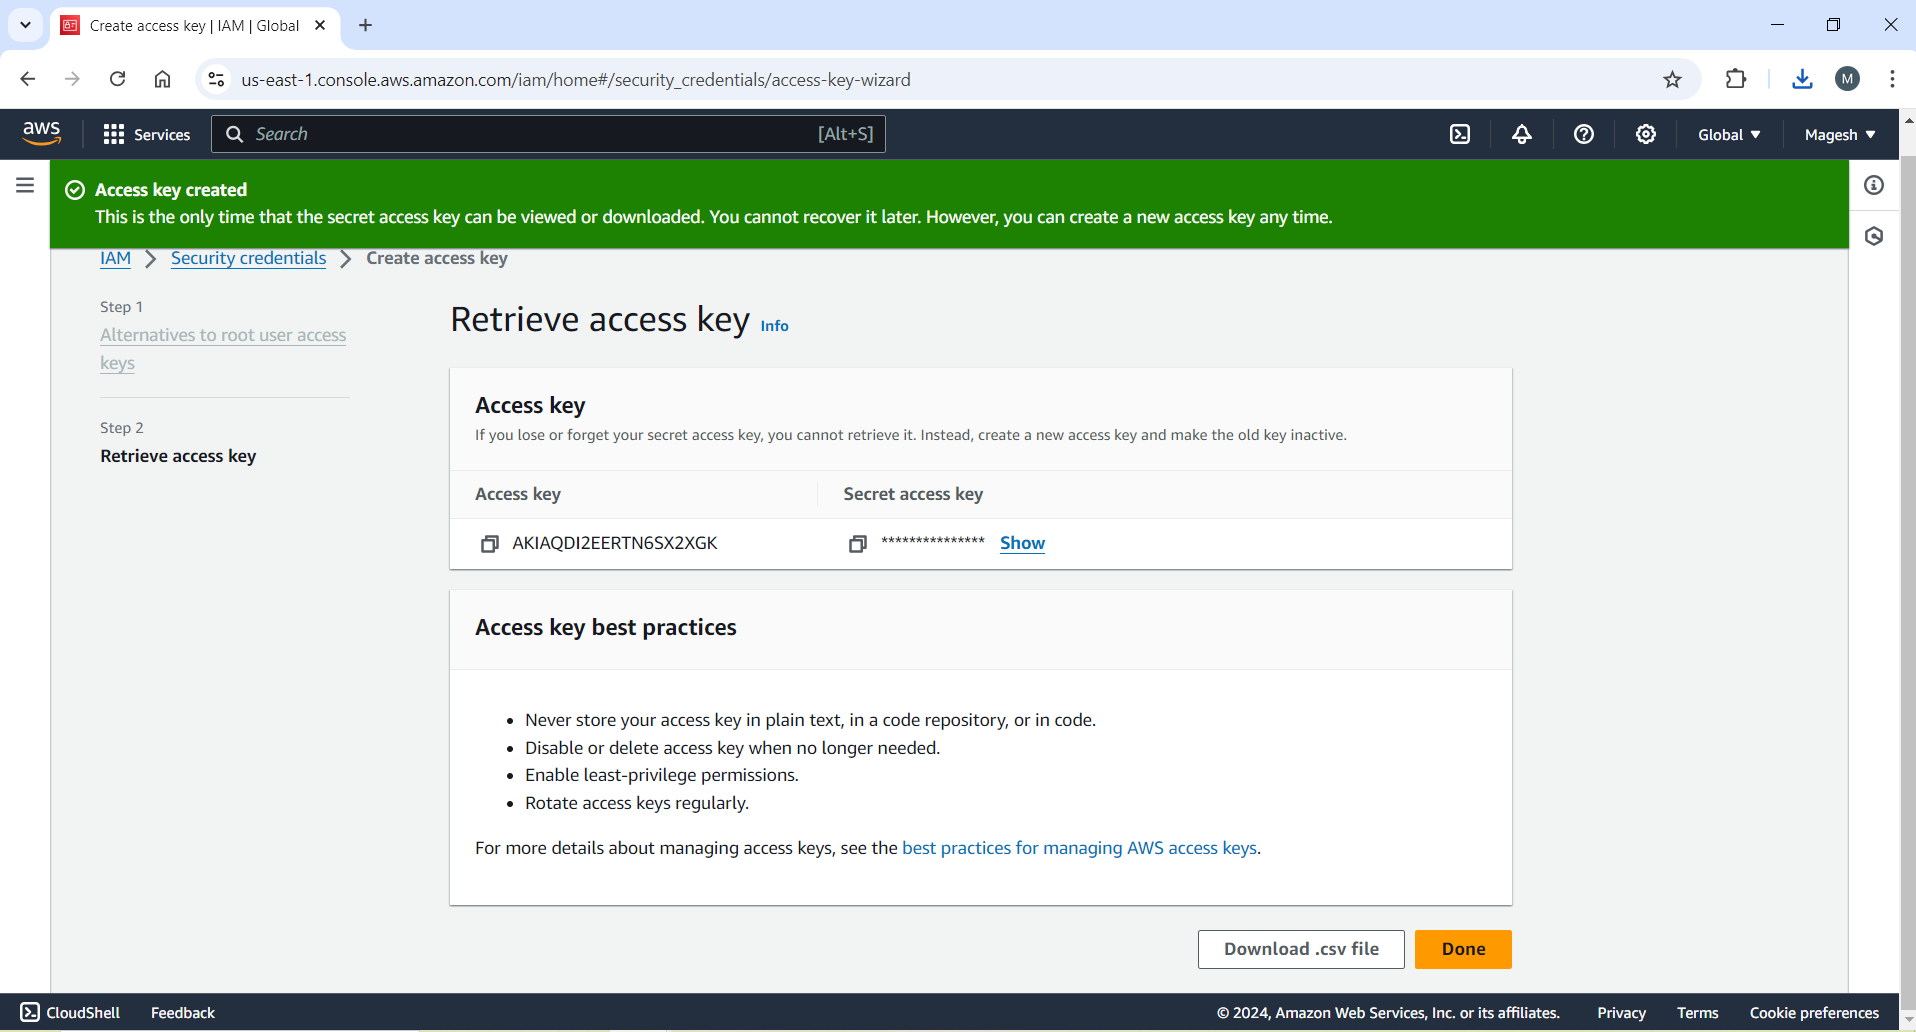 Create access key | IAM | Global
us-east-1.console.aws.amazon.com/iam/home#/security_credentials/access-key-wizard
M
aws
Services
Search
[Alt+S]
Global
Magesh
Access key created
This is the only time that the secret access key can be viewed or downloaded. You cannot recover it later. However, you can create a new access key any time.
IAM
Security credentials
Create access key
Step 1
Alternatives to root user access
keys
Step 2
Retrieve access key
Retrieve access key Info
Access key
If you lose or forget your secret access key, you cannot retrieve it. Instead, create a new access key and make the old key inactive.
Access key
Secret access key
AKIAQDI2EERTN6SX2XGK
*************** Show
Access key best practices
• Never store your access key in plain text, in a code repository, or in code.
• Disable or delete access key when no longer needed.
• Enable least-privilege permissions.
• Rotate access keys regularly.
For more details about managing access keys, see the best practices for managing AWS access keys.
Download .csv file
Done
CloudShell
Feedback
© 2024, Amazon Web Services, Inc. or its affiliates.
Privacy
Terms
Cookie preferences